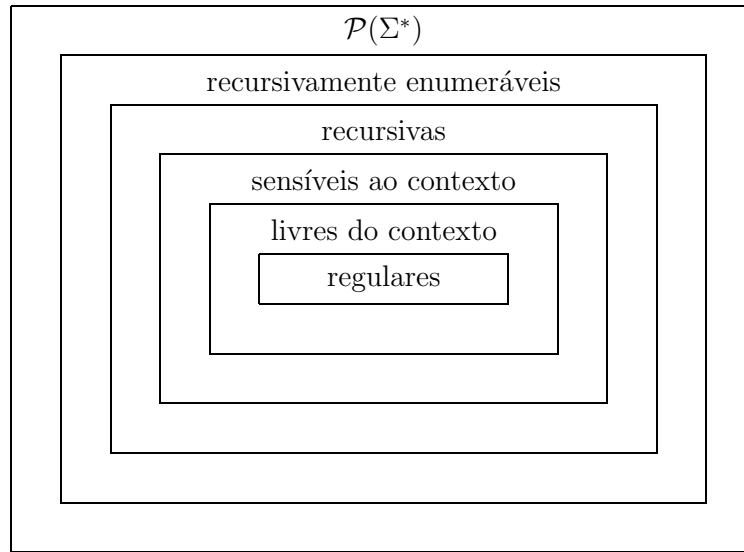 𝒫(Σ*)
recursivamente enumeráveis
recursivas
sensíveis ao contexto
livres do contexto
regulares